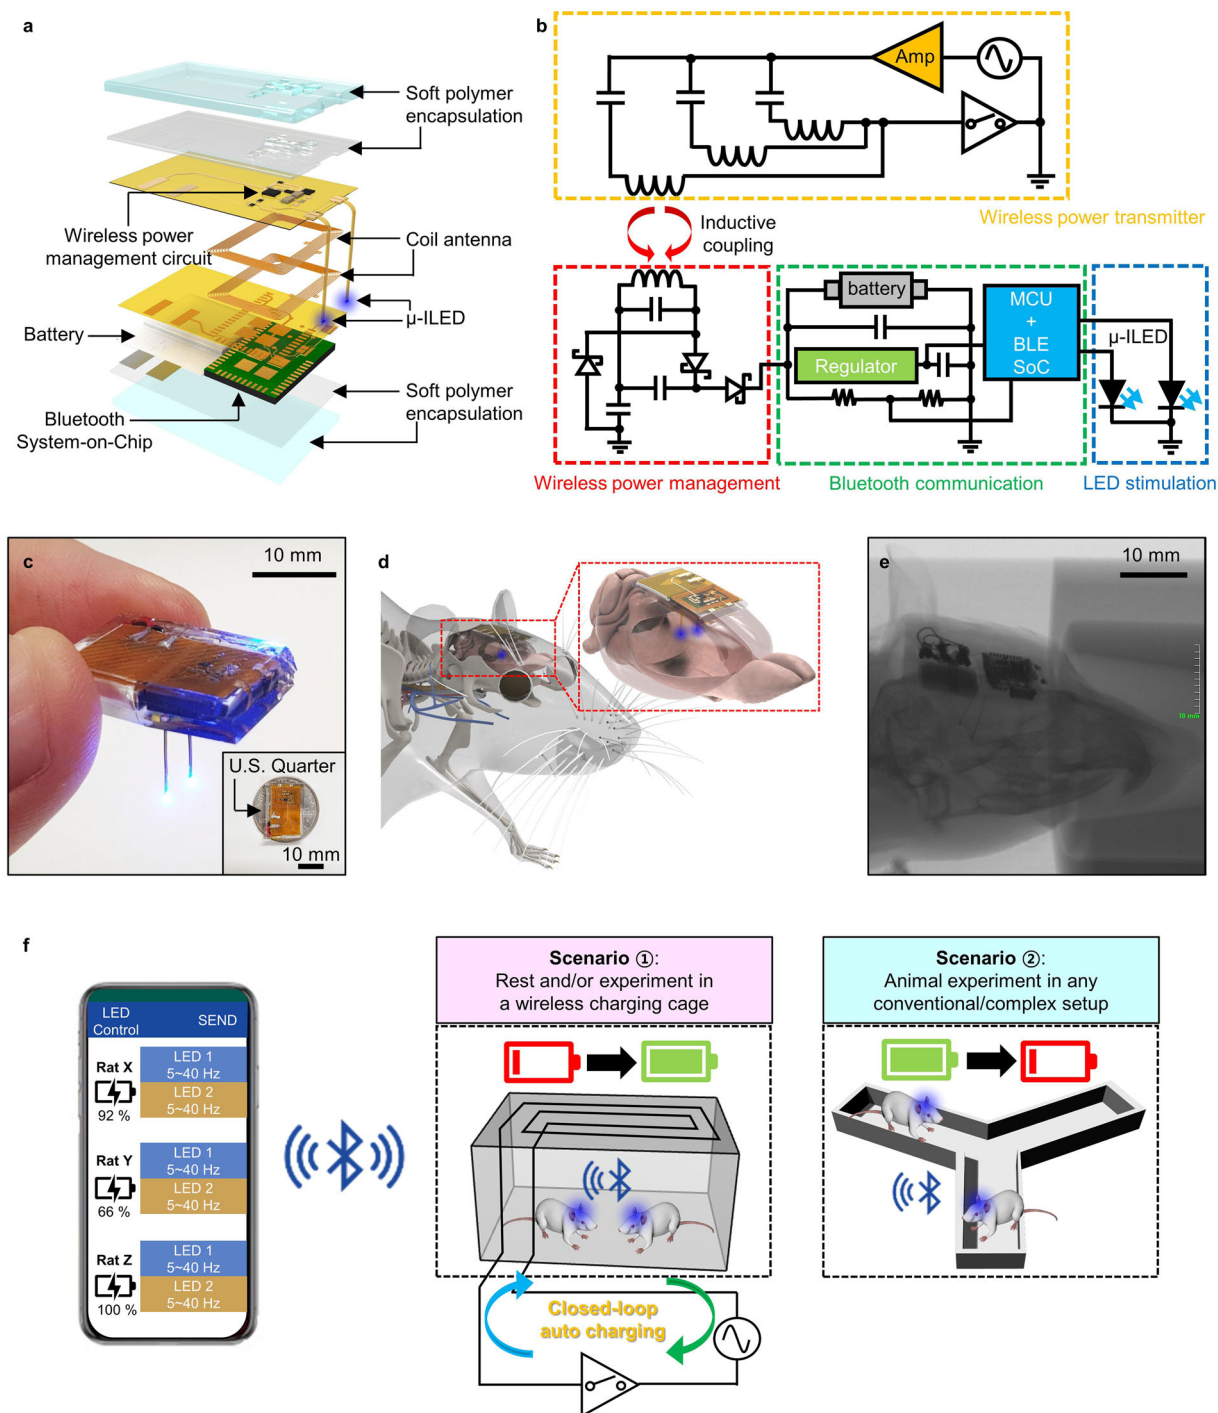 a
Soft polymer
encapsulation
Wireless power
management circuit
Coil antenna
μ-ILED
Battery
Soft polymer
encapsulation
Bluetooth
System-on-Chip
b
Amp
Wireless power transmitter
Inductive
coupling
battery
Regulator
MCU
+
BLE
SoC
μ-ILED
Wireless power management
Bluetooth communication
LED stimulation
c
10 mm
U.S. Quarter
10 mm
d
e
10 mm
10 mm
f
LED
Control
SEND
Rat X
92 %
LED 1
5~40 Hz
LED 2
5~40 Hz
Rat Y
66 %
LED 1
5~40 Hz
LED 2
5~40 Hz
Rat Z
100 %
LED 1
5~40 Hz
LED 2
5~40 Hz
Scenario ①:
Rest and/or experiment in
a wireless charging cage
Closed-loop
auto charging
Scenario ②:
Animal experiment in any
conventional/complex setup